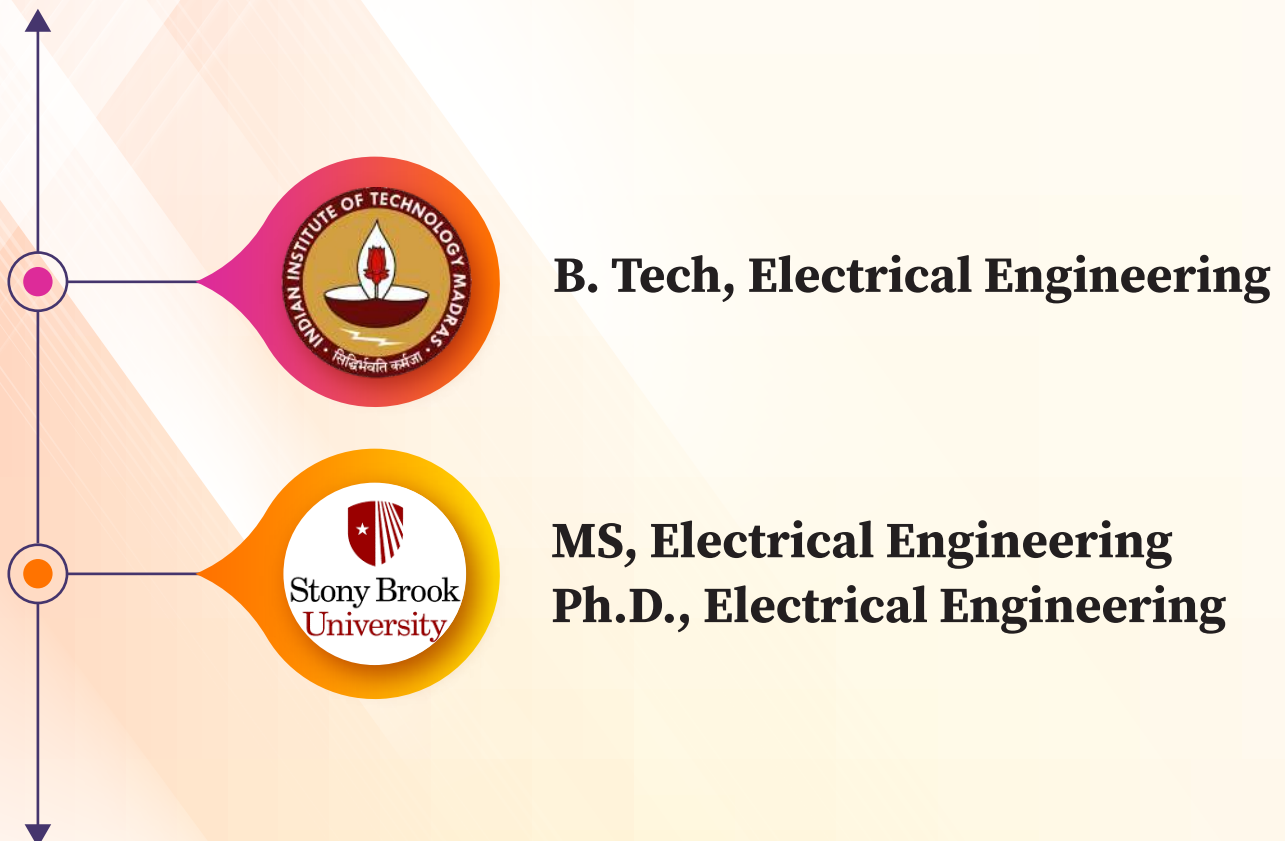 INDIAN INSTITUTE OF TECHNOLOGY MADRAS
सिद्धिर्भवति कर्मजा
B. Tech, Electrical Engineering
Stony Brook
University
MS, Electrical Engineering
Ph.D., Electrical Engineering